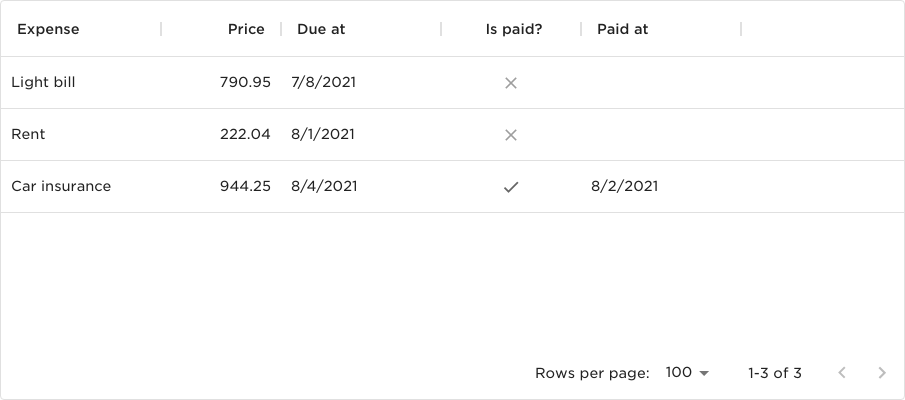 Expense Price Due at Is paid? Paid at
Light bill 790.95 7/8/2021
Rent 222.04 8/1/2021
Car insurance 944.25 8/4/2021 8/2/2021
Rows per page: 100 1-3 of 3